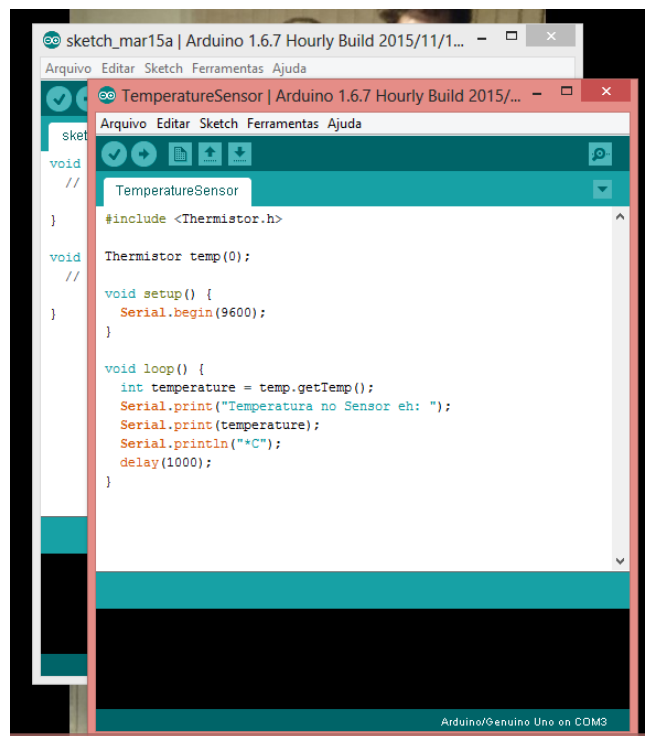 sketch_mar15a | Arduino 1.6.7 Hourly Build 2015/11/1...
Arquivo Editar Sketch Ferramentas Ajuda
TemperatureSensor | Arduino 1.6.7 Hourly Build 2015/...
Arquivo Editar Sketch Ferramentas Ajuda
sket
void
//
}
void
//
}
TemperatureSensor
#include <Thermistor.h>
Thermistor temp(0);
void setup() {
Serial.begin(9600);
}
void loop() {
int temperature = temp.getTemp();
Serial.print("Temperatura no Sensor eh: ");
Serial.print(temperature);
Serial.println("*C");
delay(1000);
}
Arduino/Genuino Uno on COM3